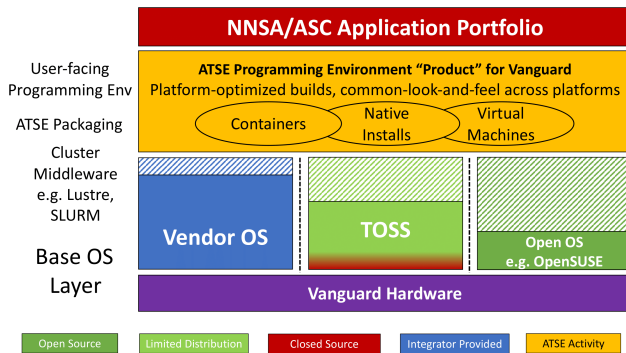 NNSA/ASC Application Portfolio
User-facing
Programming Env
ATSE Programming Environment “Product” for Vanguard
Platform-optimized builds, common-look-and-feel across platforms
ATSE Packaging
Containers
Native
Installs
Virtual
Machines
Cluster
Middleware
e.g. Lustre,
SLURM
Base OS
Layer
Vendor OS
TOSS
Open OS
e.g. OpenSUSE
Vanguard Hardware
Open Source
Limited Distribution
Closed Source
Integrator Provided
ATSE Activity